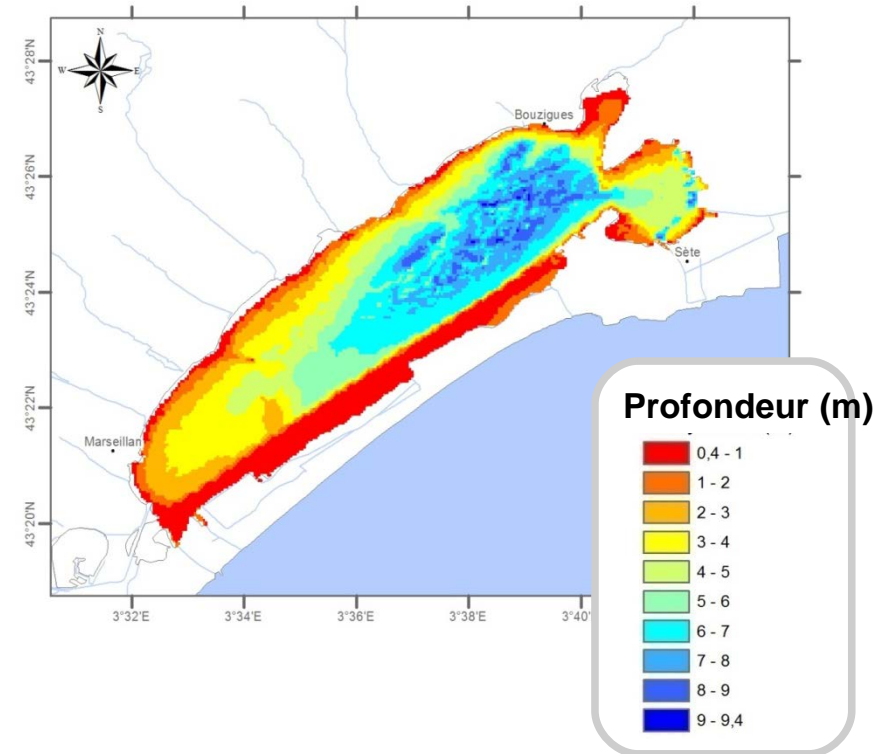 N
W E
S
43°28'N
43°26'N
43°24'N
43°22'N
43°20'N
Bouzigues
Sète
Marseillan
3°32'E 3°34'E 3°36'E 3°38'E 3°40'
Profondeur (m)
0,4 - 1
1 - 2
2 - 3
3 - 4
4 - 5
5 - 6
6 - 7
7 - 8
8 - 9
9 - 9,4